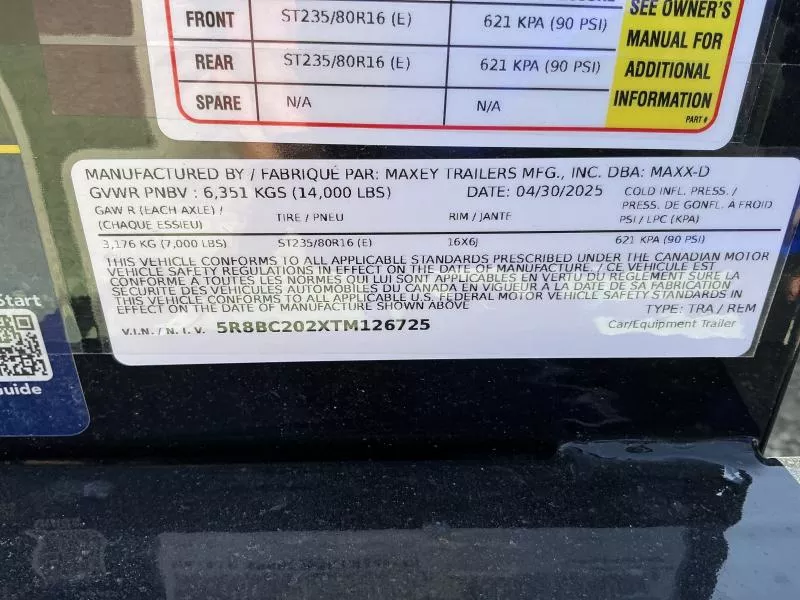 FRONT ST235/80R16 (E) 621 KPA (90 PSI)
REAR ST235/80R16 (E) 621 KPA (90 PSI)
SPARE N/A N/A
SEE OWNER'S
MANUAL FOR
ADDITIONAL
INFORMATION
PART #
MANUFACTURED BY / FABRIQUÉ PAR: MAXEY TRAILERS MFG., INC. DBA: MAXX-D
GVWR PNBV : 6,351 KGS (14,000 LBS) DATE: 04/30/2025 COLD INFL. PRESS. /
PRESS. DE GONFL. À FROID
GAW R (EACH AXLE) / TIRE / PNEU RIM / JANTE PSI / LPC (KPA)
(CHAQUE ESSIEU)
3,176 KG (7,000 LBS) ST235/80R16 (E) 16X6J 621 KPA (90 PSI)
THIS VEHICLE CONFORMS TO ALL APPLICABLE STANDARDS PRESCRIBED UNDER THE CANADIAN MOTOR
VEHICLE SAFETY REGULATIONS IN EFFECT ON THE DATE OF MANUFACTURE. / CE VEHICULE EST
CONFORME A TOUTES LES NORMES QUI LUI SONT APPLICABLES EN VERTU DU REGLEMENT SUR LA
SECURITE DES VEHICULES AUTOMOBILES DU CANADA EN VIGUEUR A LA DATE DE SA FABRICATION
THIS VEHICLE CONFORMS TO ALL APPLICABLE U.S. FEDERAL MOTOR VEHICLE SAFETY STANDARDS IN
EFFECT ON THE DATE OF MANUFACTURE SHOWN ABOVE
TYPE: TRA / REM
V.I.N. / N. I. V. 5R8BC202XTM126725 Car/Equipment Trailer
Start
uide